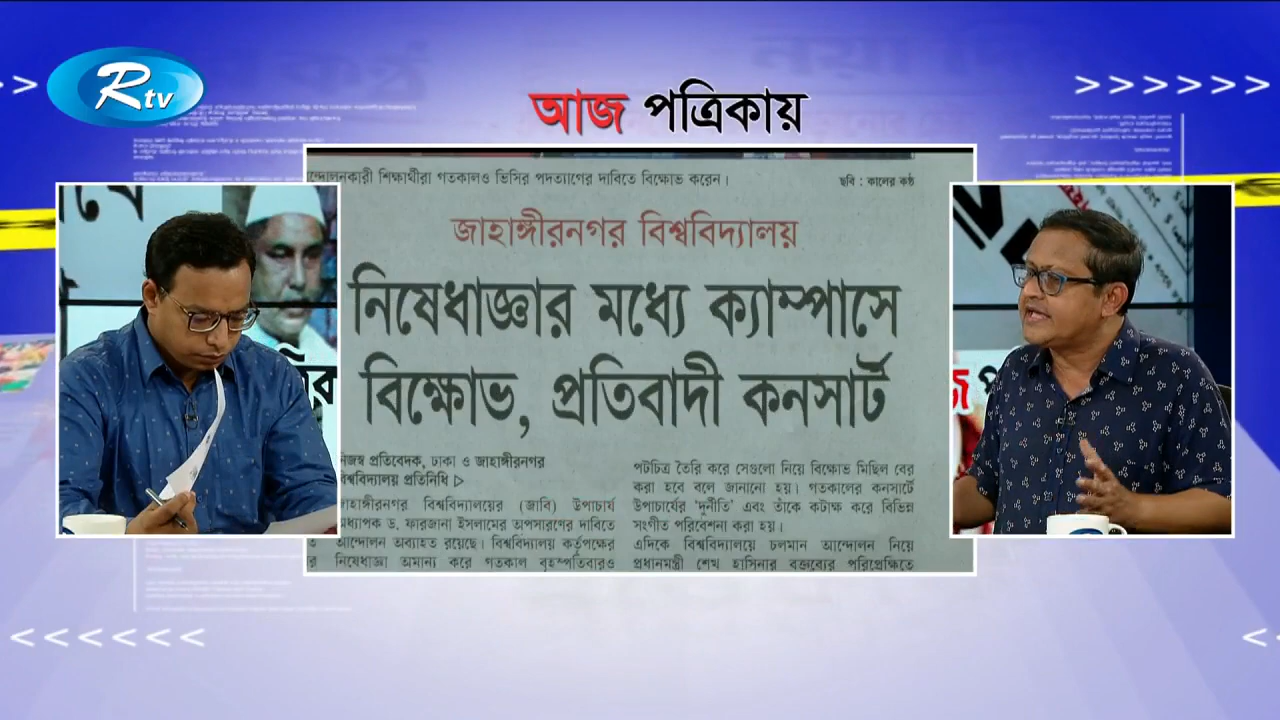 Rtv
আজ পত্রিকায়
ন্দোলনকারী শিক্ষার্থীরা গতকালও ভিসির পদত্যাগের দাবিতে বিক্ষোভ করেন।
ছবি : কালের কণ্ঠ
জাহাঙ্গীরনগর বিশ্ববিদ্যালয়
নিষেধাজ্ঞার মধ্যে ক্যাম্পাসে
বিক্ষোভ, প্রতিবাদী কনসার্ট
নিজস্ব প্রতিবেদক, ঢাকা ও জাহাঙ্গীরনগর
বিশ্ববিদ্যালয় প্রতিনিধি
জাহাঙ্গীরনগর বিশ্ববিদ্যালয়ের (জাবি) উপাচার্য
অধ্যাপক ড. ফারজানা ইসলামের অপসারণের দাবিতে
আন্দোলন অব্যাহত রয়েছে। বিশ্ববিদ্যালয় কর্তৃপক্ষের
নিষেধাজ্ঞা অমান্য করে গতকাল বৃহস্পতিবারও
পটচিত্র তৈরি করে সেগুলো নিয়ে বিক্ষোভ মিছিল বের
করা হবে বলে জানানো হয়। গতকালের কনসার্টে
উপাচার্যের 'দুর্নীতি' এবং তাঁকে কটাক্ষ করে বিভিন্ন
সংগীত পরিবেশনা করা হয়।
এদিকে বিশ্ববিদ্যালয়ে চলমান আন্দোলন নিয়ে
প্রধানমন্ত্রী শেখ হাসিনার বক্তব্যের পরিপ্রেক্ষিতে